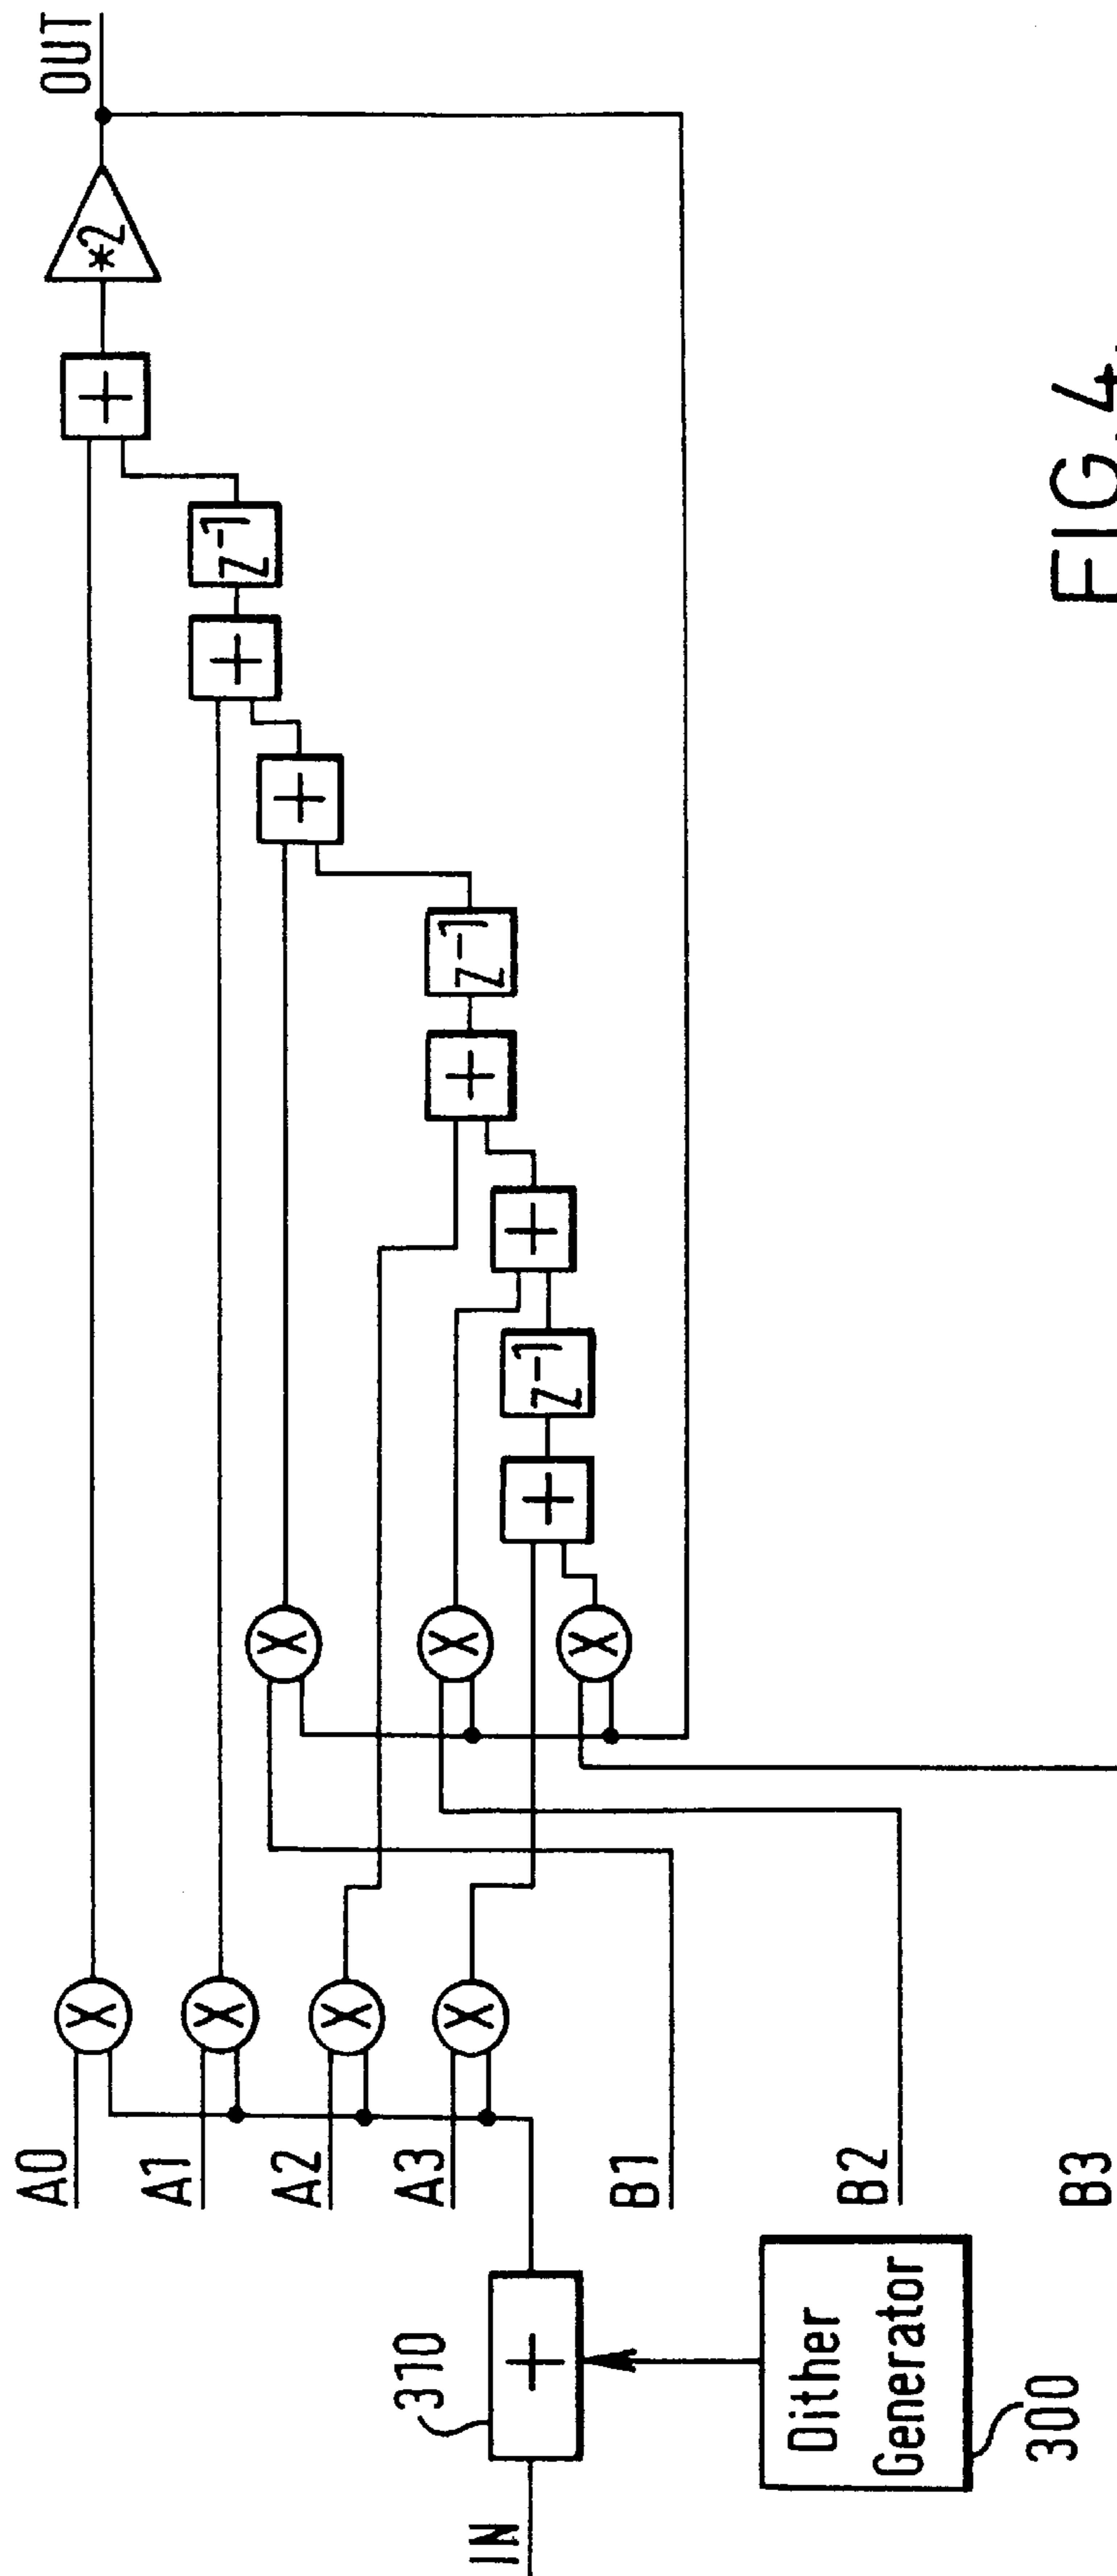 IN
310
+
Dither
Generator
300
A0
A1
A2
A3
B1
B2
B3
X
X
X
X
X
X
X
+
z-1
+
+
z-1
+
+
z-1
+
+
*2
OUT
FIG. 4.